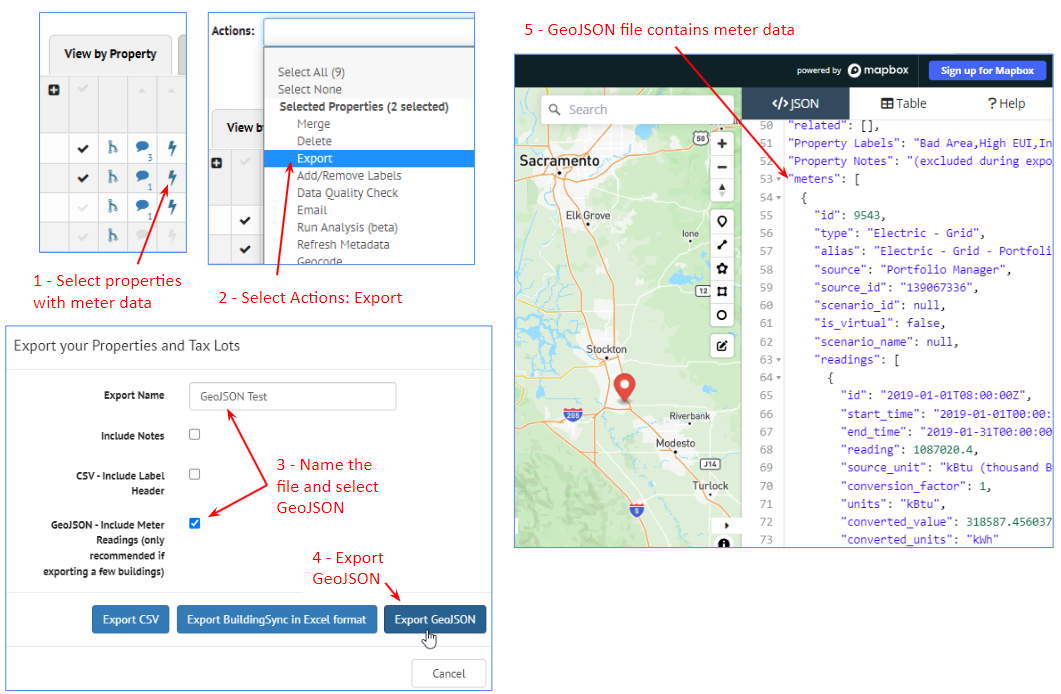 View by Property
3
1
1
1 - Select properties
with meter data
Actions:
Select All (9)
Select None
Selected Properties (2 selected)
Merge
Delete
Export
Add/Remove Labels
Data Quality Check
Email
Run Analysis (beta)
Refresh Metadata
Geocode
View b
2 - Select Actions: Export
Export your Properties and Tax Lots
Export Name
GeoJSON Test
Include Notes
CSV - Include Label
Header
GeoJSON - Include Meter
Readings (only
recommended if
exporting a few buildings)
3 - Name the
file and select
GeoJSON
4 - Export
GeoJSON
Export CSV
Export BuildingSync in Excel format
Export GeoJSON
Cancel
5 - GeoJSON file contains meter data
powered by mapbox
Sign up for Mapbox
Search
</>JSON
Table
? Help
Sacramento
50
Elk Grove
Ione
12
Stockton
205
Riverbank
Modesto
J14
Turlock
5
50 "related": [],
51 "Property Labels": "Bad Area,High EUI,In
52 "Property Notes": "(excluded during expo
53 "meters": [
54 {
55 "id": 9543,
56 "type": "Electric - Grid",
57 "alias": "Electric - Grid - Portfoli
58 "source": "Portfolio Manager",
59 "source_id": "139067336",
60 "scenario_id": null,
61 "is_virtual": false,
62 "scenario_name": null,
63 "readings": [
64 {
65 "id": "2019-01-01T08:00:00Z",
66 "start_time": "2019-01-01T00:00:
67 "end_time": "2019-01-31T00:00:00
68 "reading": 1087020.4,
69 "source_unit": "kBtu (thousand B
70 "conversion_factor": 1,
71 "units": "kBtu",
72 "converted_value": 318587.456037
73 "converted_units": "kWh"